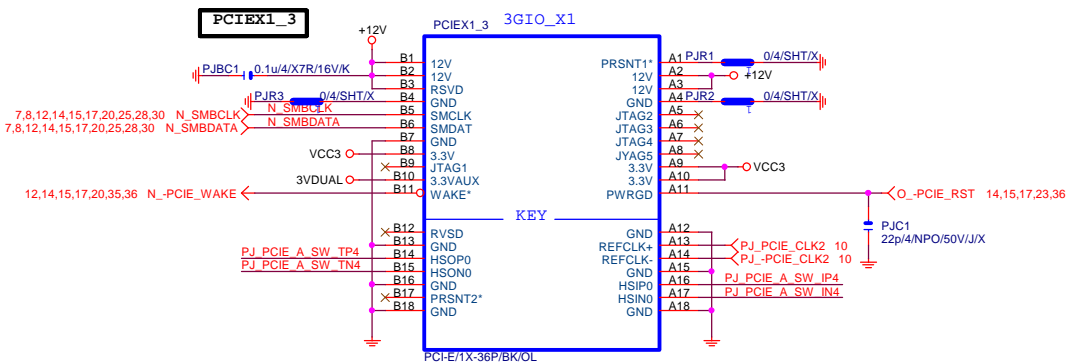 PCIEX1_3
PCIEX1_3 3GIO_X1
+12V
B1 12V PRSNT1* A1 PJR1 0/4/SHT/X
PJBC1 0.1u/4/X7R/16V/K B2 12V 12V A2 +12V
B3 RSVD 12V A3
PJR3 0/4/SHT/X B4 GND GND A4 PJR2 0/4/SHT/X
7,8,12,14,15,17,20,25,28,30 N_SMBCLK N_SMBCLK B5 SMCLK JTAG2 A5
7,8,12,14,15,17,20,25,28,30 N_SMBDATA N_SMBDATA B6 SMDAT JTAG3 A6
B7 GND JTAG4 A7
VCC3 B8 3.3V JYAG5 A8
B9 JTAG1 3.3V A9 VCC3
3VDUAL B10 3.3VAUX 3.3V A10
12,14,15,17,20,35,36 N_-PCIE_WAKE B11 WAKE* PWRGD A11 O_-PCIE_RST 14,15,17,23,36
KEY
B12 RVSD GND A12
PJC1
22p/4/NPO/50V/J/X
B13 GND REFCLK+ A13 PJ_PCIE_CLK2 10
PJ_PCIE_A_SW_TP4 B14 HSOP0 REFCLK- A14 PJ_-PCIE_CLK2 10
PJ_PCIE_A_SW_TN4 B15 HSON0 GND A15
B16 GND HSIP0 A16 PJ_PCIE_A_SW_IP4
B17 PRSNT2* HSIN0 A17 PJ_PCIE_A_SW_IN4
B18 GND GND A18
PCI-E/1X-36P/BK/OL